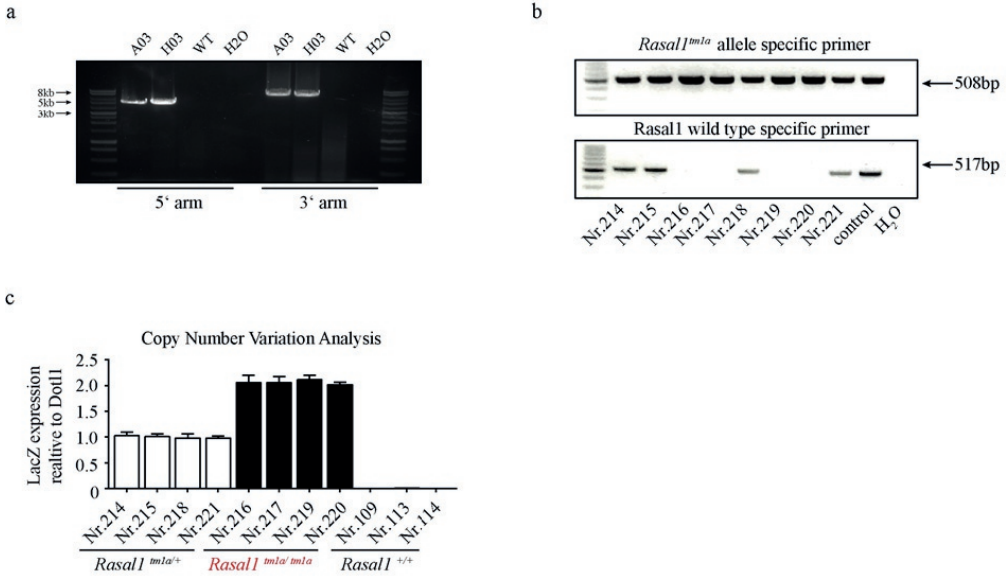 a
A03 H03 WT H2O A03 H03 WT H2O
8kb
5kb
3kb
5‘ arm 3‘ arm
b
Rasal1 tm1a allele specific primer
508bp
Rasal1 wild type specific primer
517bp
Nr.214 Nr.215 Nr.216 Nr.217 Nr.218 Nr.219 Nr.220 Nr.221 control H2O
c
Copy Number Variation Analysis
LacZ expression
realtive to Dotl1
2.5
2.0
1.5
1.0
0.5
0
Nr.214 Nr.215 Nr.218 Nr.221 Nr.216 Nr.217 Nr.219 Nr.220 Nr.109 Nr.113 Nr.114
Rasal1 tm1a/+ Rasal1 tm1a/tm1a Rasal1 +/+